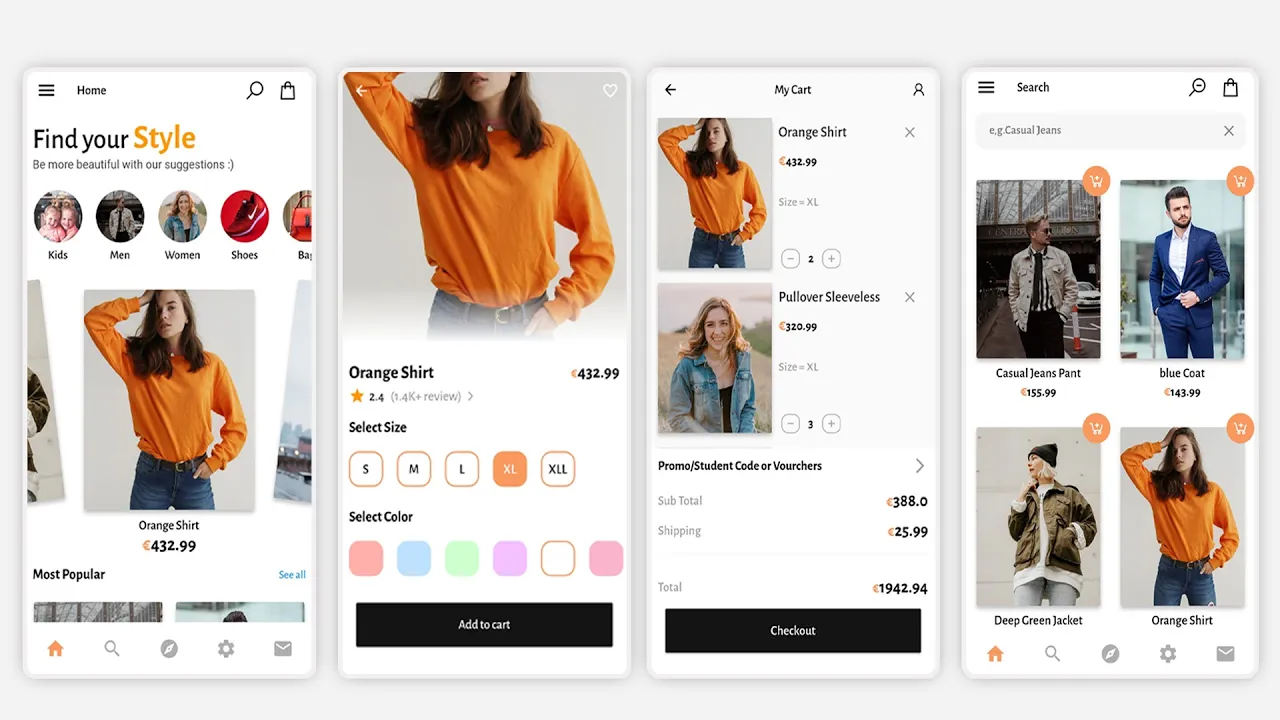 Home
Find your Style
Be more beautiful with our suggestions :)
Kids Men Women Shoes Ba
Orange Shirt
€432.99
Most Popular See all
Orange Shirt €432.99
2.4 (1.4K+ review)
Select Size
S M L XL XLL
Select Color
Add to cart
My Cart
Orange Shirt
€432.99
Size = XL
2
Pullover Sleeveless
€320.99
Size = XL
3
Promo/Student Code or Vourchers
Sub Total €388.0
Shipping €25.99
Total €1942.94
Checkout
Search
e,g.Casual Jeans
CENTRAL
Casual Jeans Pant blue Coat
€155.99 €143.99
Deep Green Jacket Orange Shirt